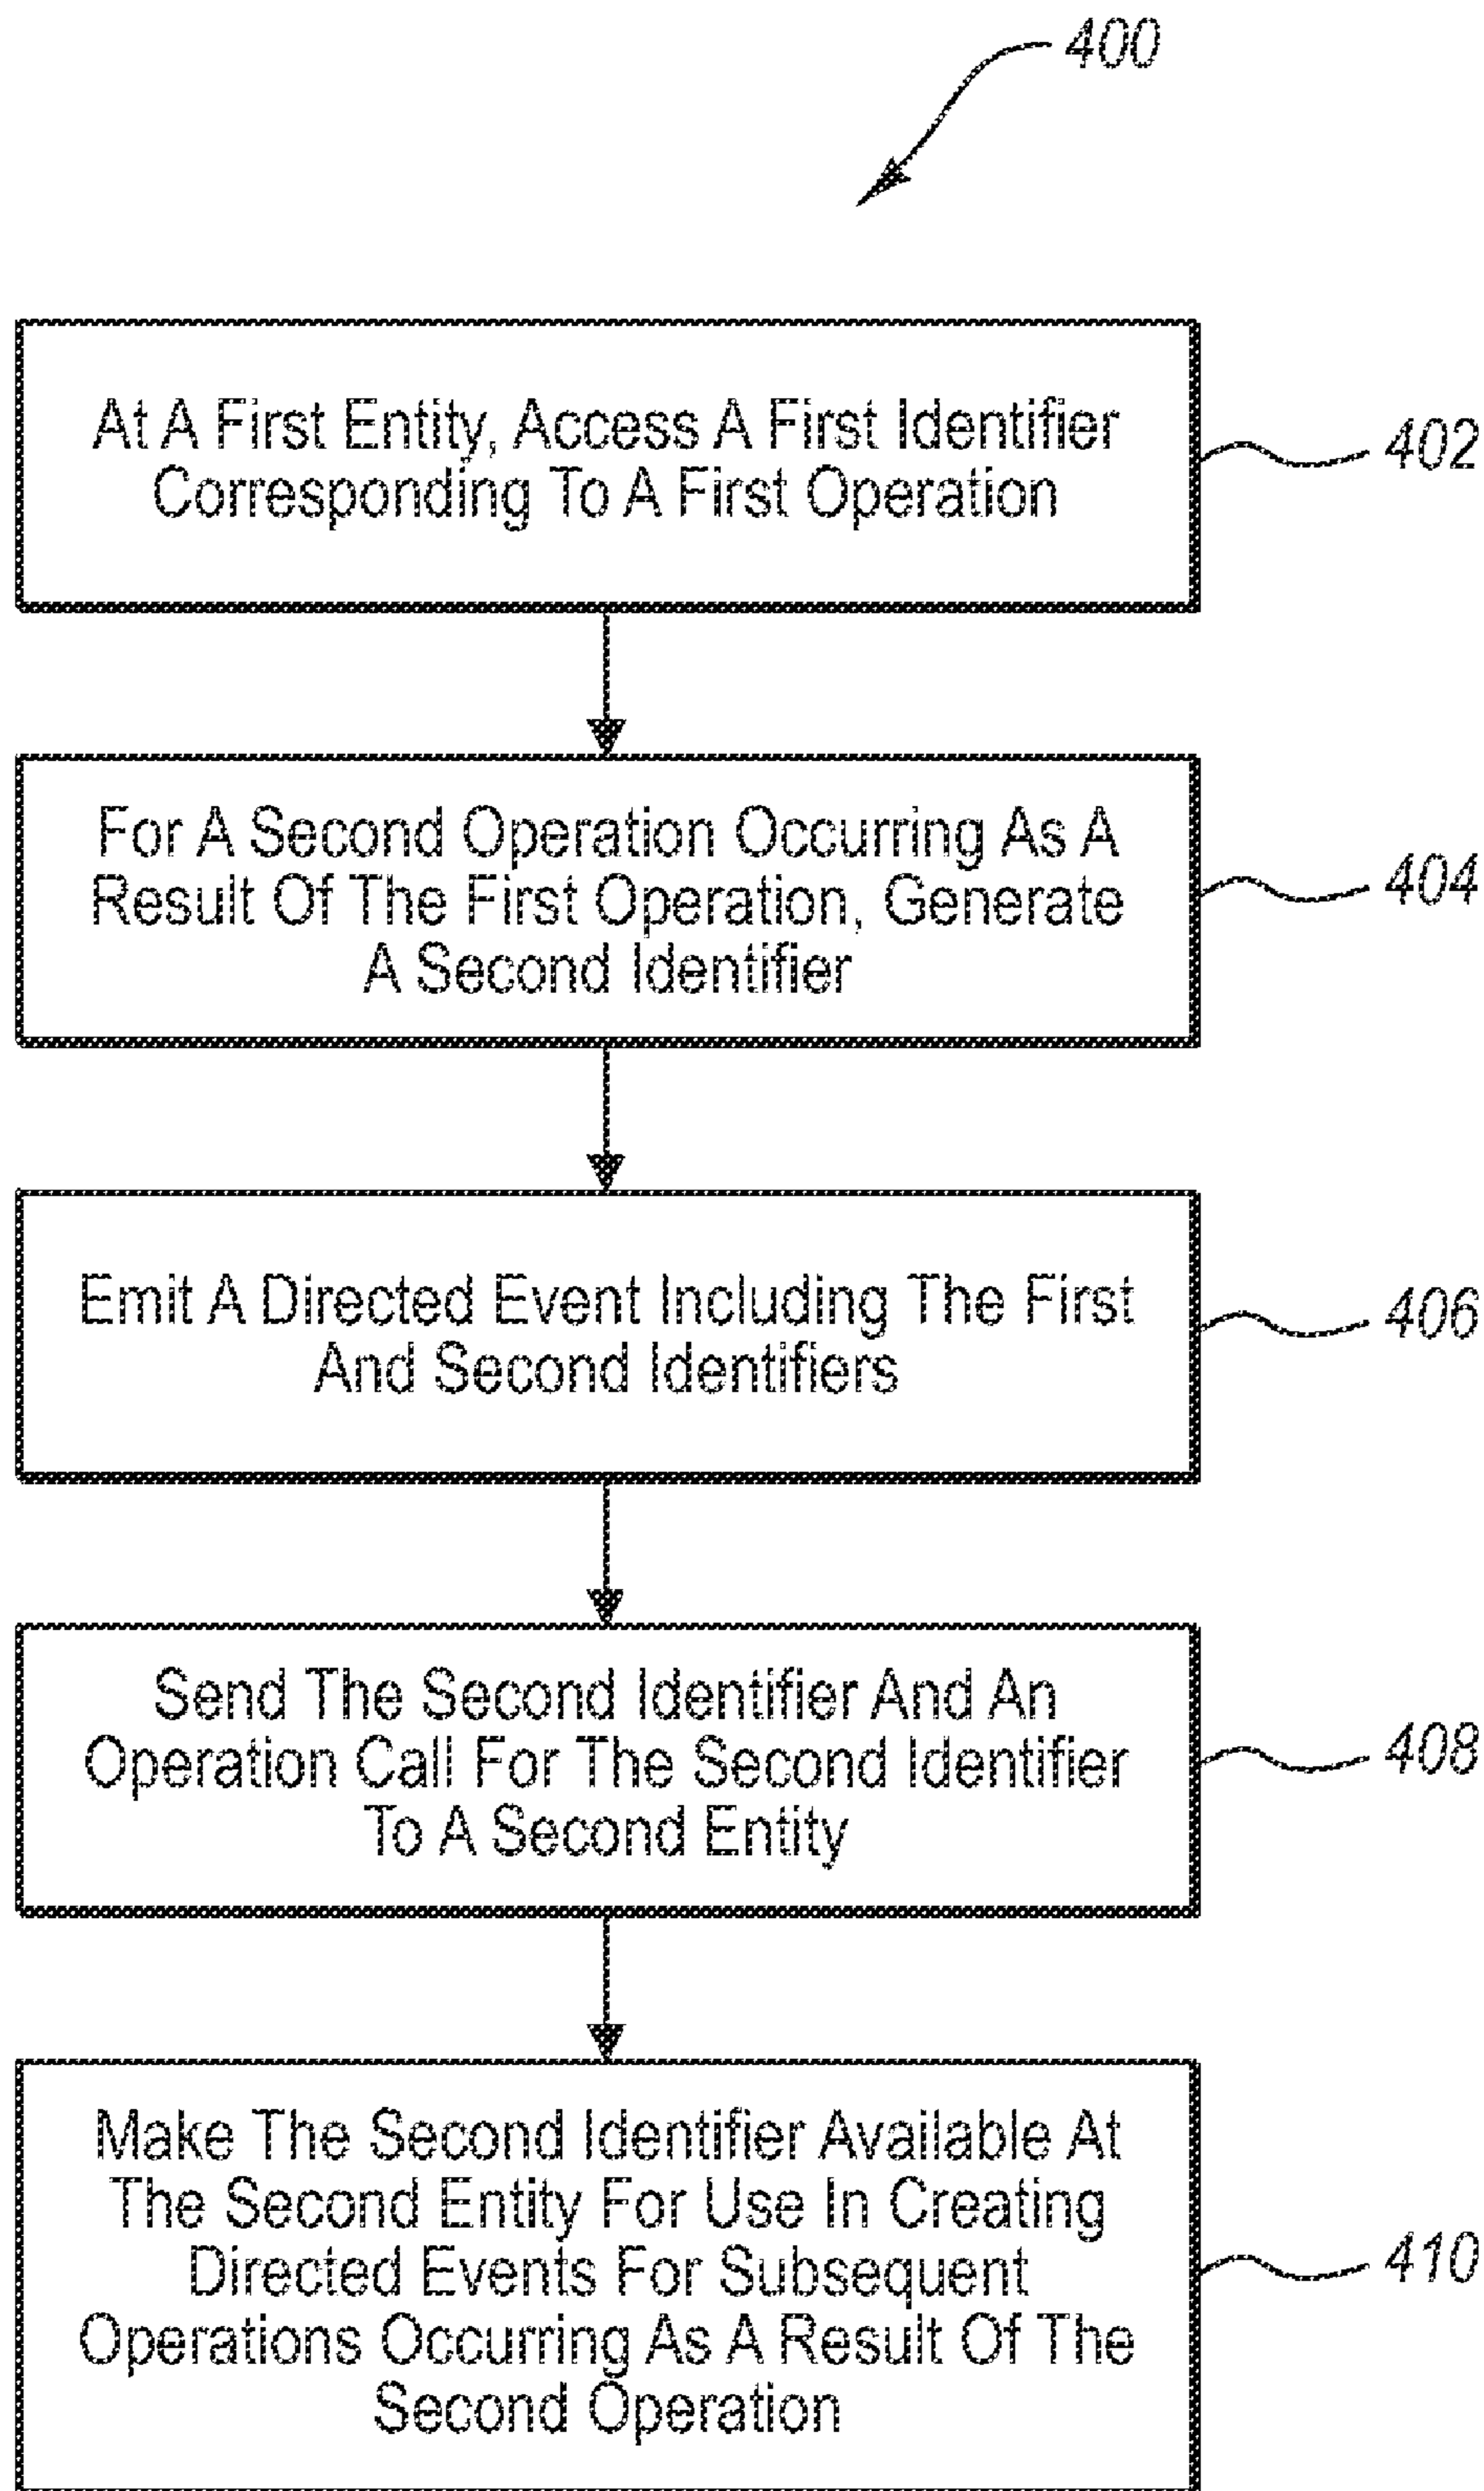 400
At A First Entity, Access A First Identifier
Corresponding To A First Operation
402
For A Second Operation Occurring As A
Result Of The First Operation, Generate
A Second Identifier
404
Emit A Directed Event Including The First
And Second Identifiers
406
Send The Second Identifier And An
Operation Call For The Second Identifier
To A Second Entity
408
Make The Second Identifier Available At
The Second Entity For Use In Creating
Directed Events For Subsequent
Operations Occurring As A Result Of The
Second Operation
410